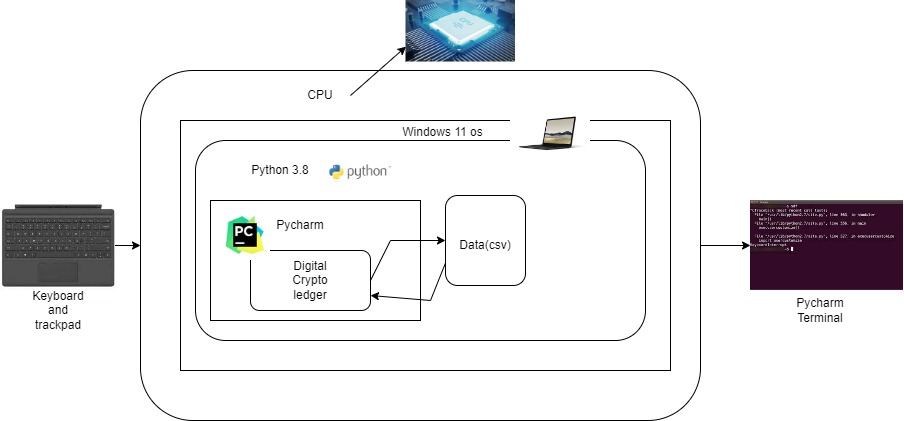 CPU
CPU
Windows 11 os
Python 3.8
python
PC
Pycharm
Digital
Crypto
ledger
Data(csv)
Keyboard
and
trackpad
Pycharm
Terminal